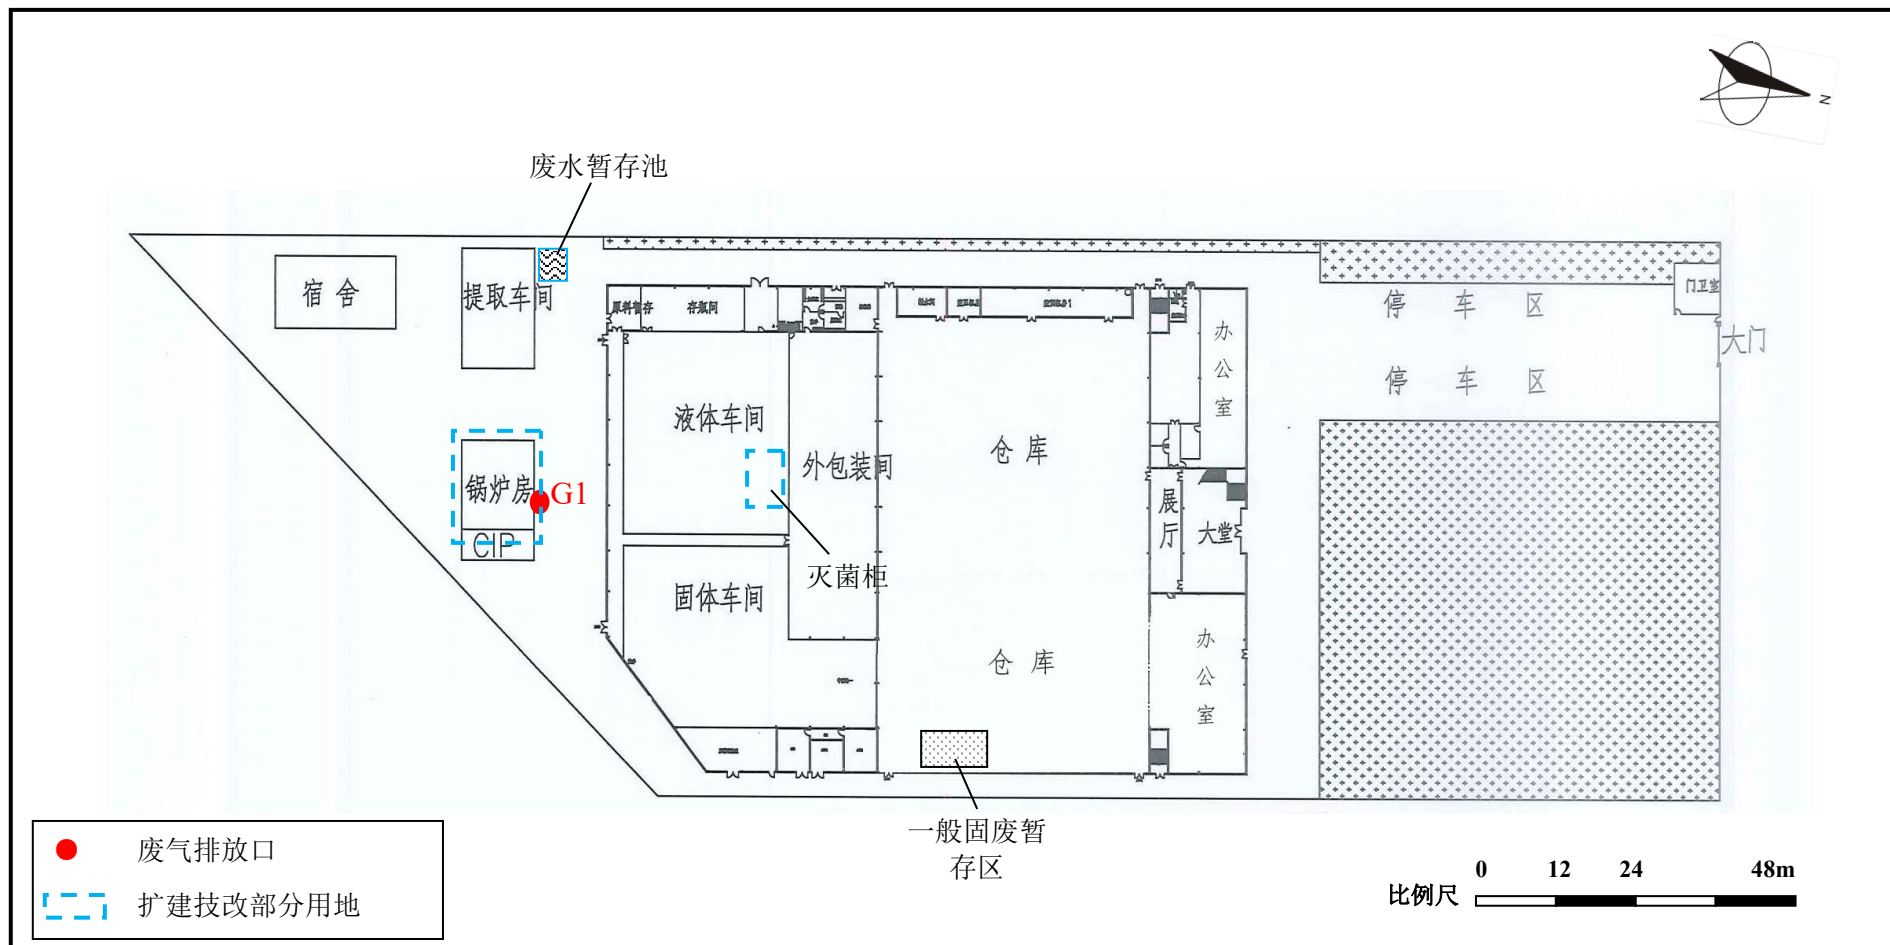 N
废水暂存池
宿舍
提取车间
原料暂存
存瓶间
停车区
门卫室
大门
停车区
办公室
液体车间
外包装间
仓库
锅炉房
G1
CIP
展厅
大堂
灭菌柜
固体车间
仓库
办公室
一般固废暂
存区
废气排放口
扩建技改部分用地
0 12 24 48m
比例尺